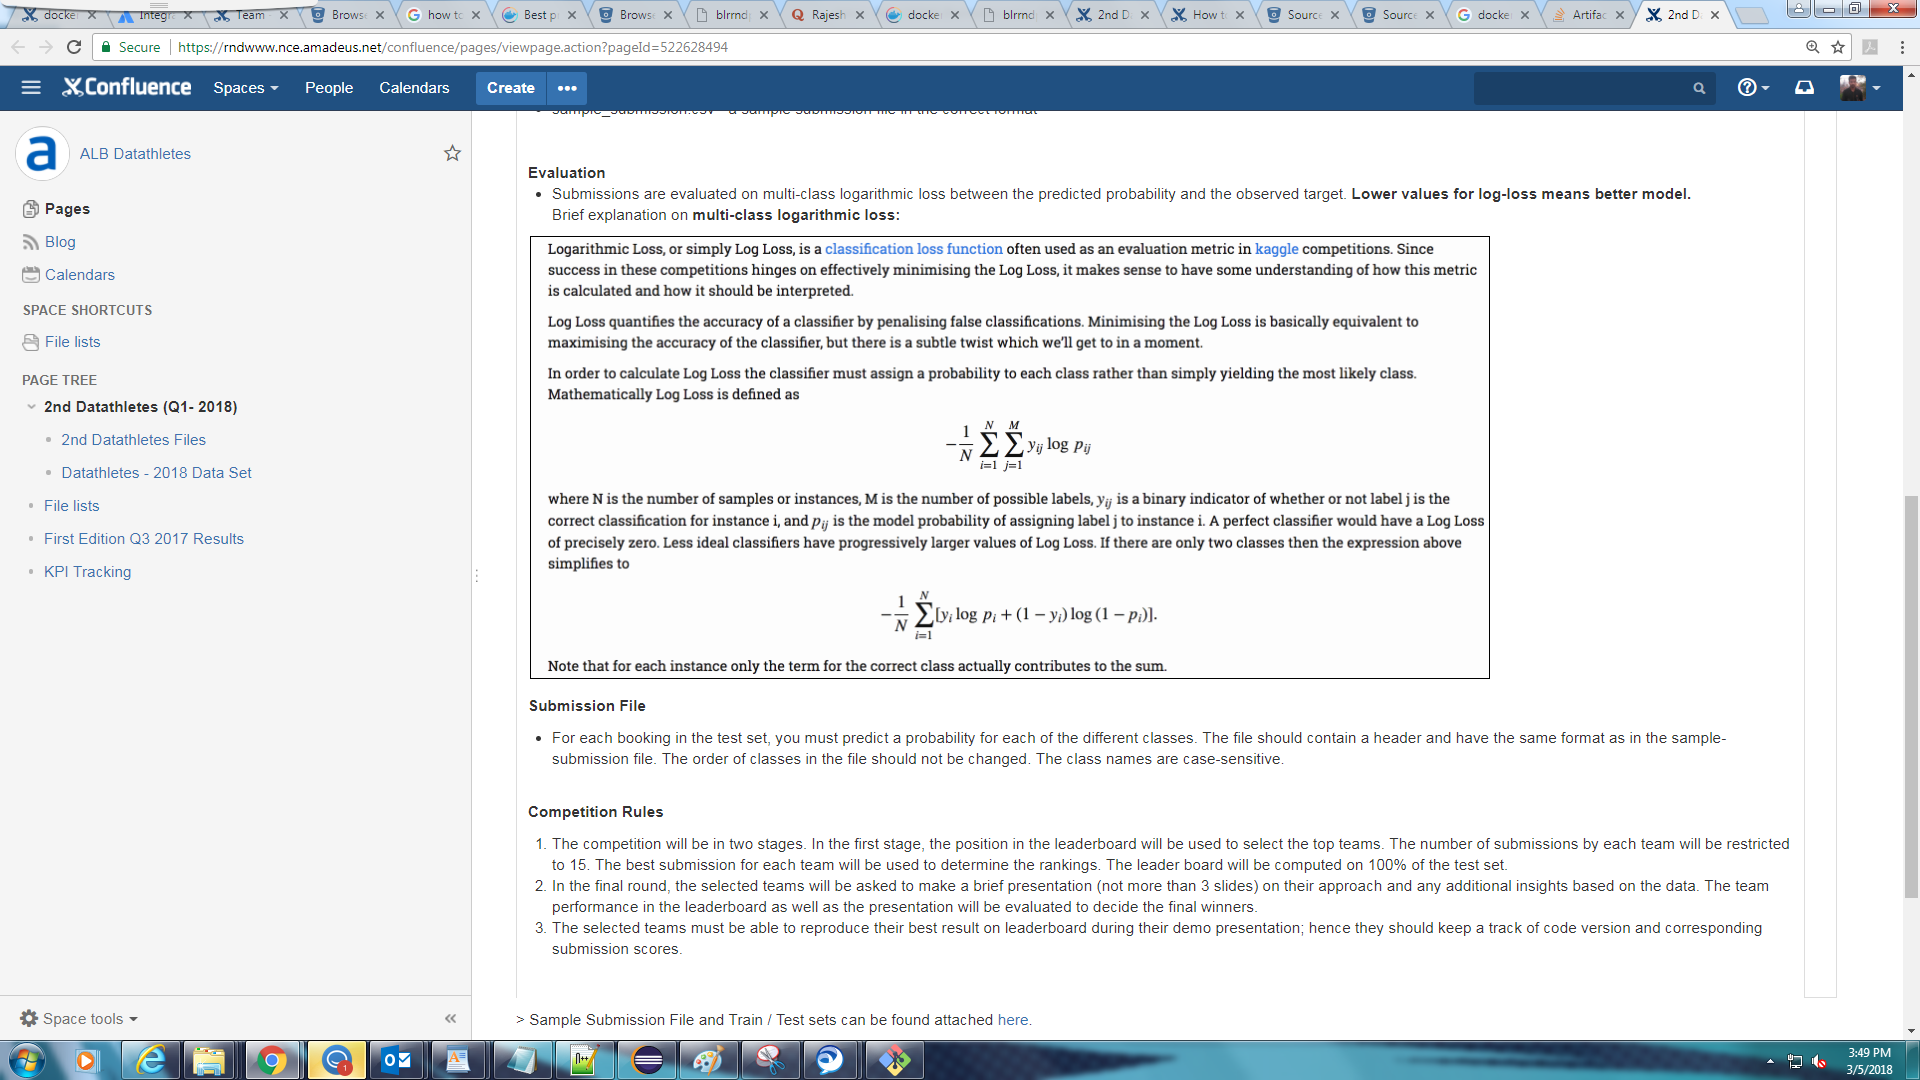 docke
Integra
Team
Browse
how to
Best p
Browse
blrrnd
Rajesh
docke
blrrnd
2nd D
How t
Source
Source
docke
Artifac
2nd D
Secure | https://rndwww.nce.amadeus.net/confluence/pages/viewpage.action?pageId=522628494
Confluence Spaces People Calendars Create •••
ALB Datathletes
Pages
Blog
Calendars
SPACE SHORTCUTS
File lists
PAGE TREE
2nd Datathletes (Q1- 2018)
2nd Datathletes Files
Datathletes - 2018 Data Set
File lists
First Edition Q3 2017 Results
KPI Tracking
Space tools
sample_submission.csv - a sample submission file in the correct format
Evaluation
• Submissions are evaluated on multi-class logarithmic loss between the predicted probability and the observed target. Lower values for log-loss means better model.
Brief explanation on multi-class logarithmic loss:
Logarithmic Loss, or simply Log Loss, is a classification loss function often used as an evaluation metric in kaggle competitions. Since
success in these competitions hinges on effectively minimising the Log Loss, it makes sense to have some understanding of how this metric
is calculated and how it should be interpreted.
Log Loss quantifies the accuracy of a classifier by penalising false classifications. Minimising the Log Loss is basically equivalent to
maximising the accuracy of the classifier, but there is a subtle twist which we'll get to in a moment.
In order to calculate Log Loss the classifier must assign a probability to each class rather than simply yielding the most likely class.
Mathematically Log Loss is defined as
−1/N ∑_{i=1}^{N} ∑_{j=1}^{M} y_{ij} log p_{ij}
where N is the number of samples or instances, M is the number of possible labels, y_{ij} is a binary indicator of whether or not label j is the
correct classification for instance i, and p_{ij} is the model probability of assigning label j to instance i. A perfect classifier would have a Log Loss
of precisely zero. Less ideal classifiers have progressively larger values of Log Loss. If there are only two classes then the expression above
simplifies to
−1/N ∑_{i=1}^{N} [y_i log p_i + (1 − y_i) log (1 − p_i)].
Note that for each instance only the term for the correct class actually contributes to the sum.
Submission File
• For each booking in the test set, you must predict a probability for each of the different classes. The file should contain a header and have the same format as in the sample-
submission file. The order of classes in the file should not be changed. The class names are case-sensitive.
Competition Rules
1. The competition will be in two stages. In the first stage, the position in the leaderboard will be used to select the top teams. The number of submissions by each team will be restricted
to 15. The best submission for each team will be used to determine the rankings. The leader board will be computed on 100% of the test set.
2. In the final round, the selected teams will be asked to make a brief presentation (not more than 3 slides) on their approach and any additional insights based on the data. The team
performance in the leaderboard as well as the presentation will be evaluated to decide the final winners.
3. The selected teams must be able to reproduce their best result on leaderboard during their demo presentation; hence they should keep a track of code version and corresponding
submission scores.
> Sample Submission File and Train / Test sets can be found attached here.
3:49 PM
3/5/2018